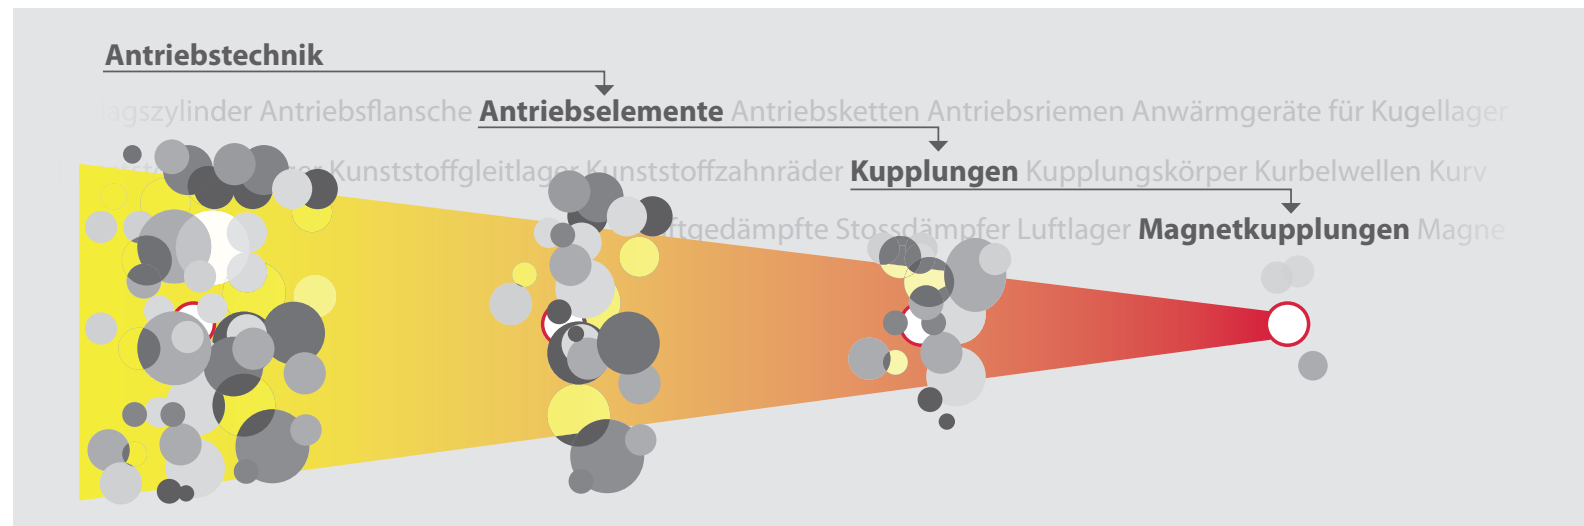 Antriebstechnik
lagszylinder Antriebsflansche Antriebselemente Antriebsketten Antriebsriemen Anwärmgeräte für Kugellager
Kunststoffgleitlager Kunststoffzahnräder Kupplungen Kupplungskörper Kurbelwellen Kurv
ftgedämpfte Stossdämpfer Luftlager Magnetkupplungen Magne